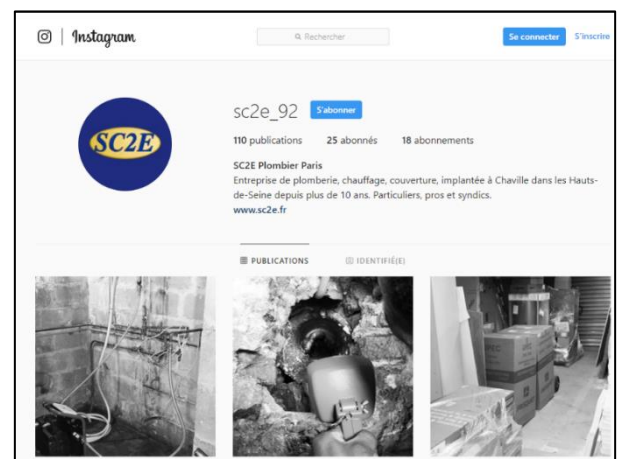 Instagram
Rechercher
Se connecter S'inscrire
SC2E
sc2e_92 S'abonner
110 publications 25 abonnés 18 abonnements
SC2E Plombier Paris
Entreprise de plomberie, chauffage, couverture, implantée à Chaville dans les Hauts-
de-Seine depuis plus de 10 ans. Particuliers, pros et syndics.
www.sc2e.fr
PUBLICATIONS IDENTIFIÉ(E)